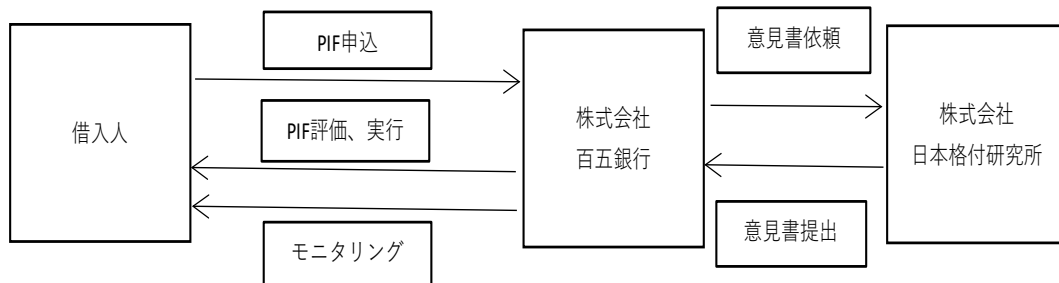 PIF申込
意見書依頼
借入人
PIF評価、実行
株式会社
百五銀行
株式会社
日本格付研究所
モニタリング
意見書提出